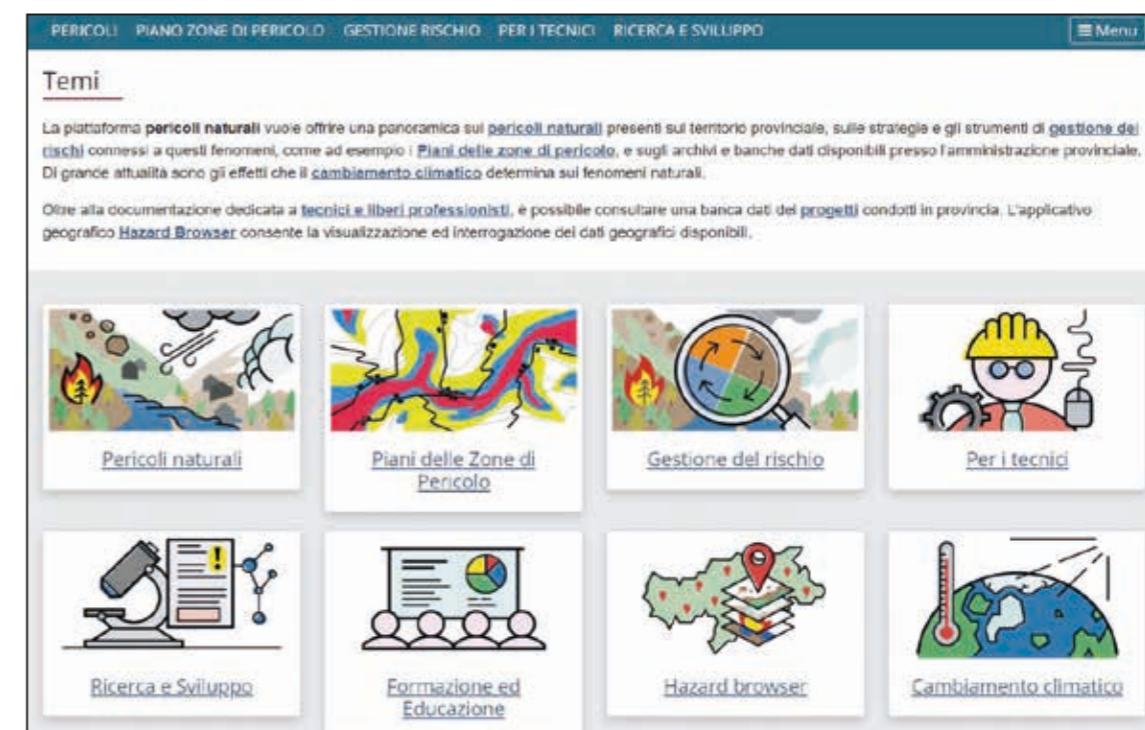 PERICOLI PIANO ZONE DI PERICOLO GESTIONE RISCHIO PER I TECNICI RICERCA E SVILUPPO Menu
Temi
La piattaforma pericoli naturali vuole offrire una panoramica sui pericoli naturali presenti sul territorio provinciale, sulle strategie e gli strumenti di gestione dei
rischi connessi a questi fenomeni, come ad esempio i Piani delle zone di pericolo, e sugli archivi e banche dati disponibili presso l'amministrazione provinciale.
Di grande attualità sono gli effetti che il cambiamento climatico determina sui fenomeni naturali.
Oltre alla documentazione dedicata a tecnici e liberi professionisti, è possibile consultare una banca dati dei progetti condotti in provincia. L'applicativo
geografico Hazard Browser consente la visualizzazione ed interrogazione dei dati geografici disponibili.
Pericoli naturali
Piani delle Zone di
Pericolo
Gestione del rischio
Per i tecnici
Ricerca e Sviluppo
Formazione ed
Educazione
Hazard browser
Cambiamento climatico